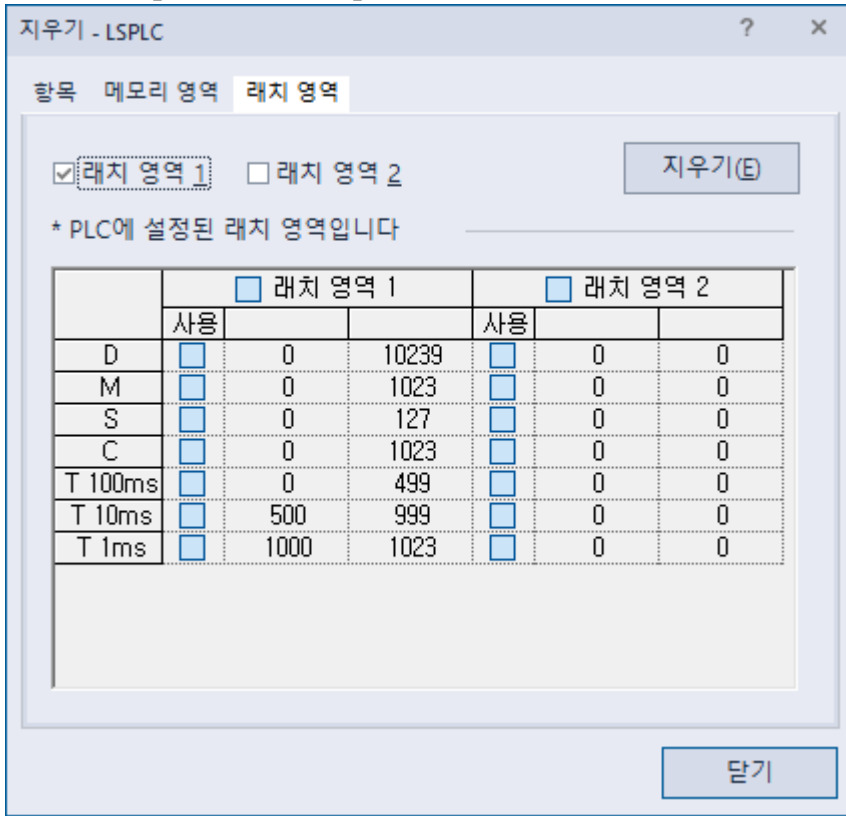 지우기 - LSPLC
항목 메모리 영역 래치 영역
래치 영역 1 래치 영역 2 지우기(E)
* PLC에 설정된 래치 영역입니다
래치 영역 1 래치 영역 2
사용 사용
D 0 10239 0 0
M 0 1023 0 0
S 0 127 0 0
C 0 1023 0 0
T 100ms 0 499 0 0
T 10ms 500 999 0 0
T 1ms 1000 1023 0 0
닫기